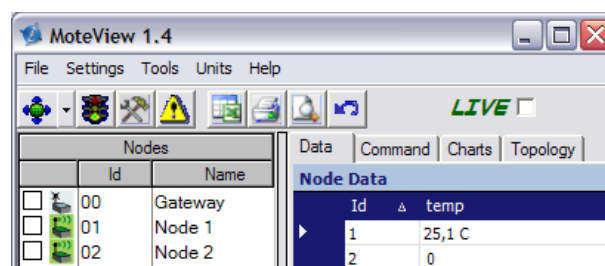 MoteView 1.4
File Settings Tools Units Help
LIVE
Nodes
Id Name
00 Gateway
01 Node 1
02 Node 2
Data Command Charts Topology
Node Data
Id temp
1 25,1 C
2 0